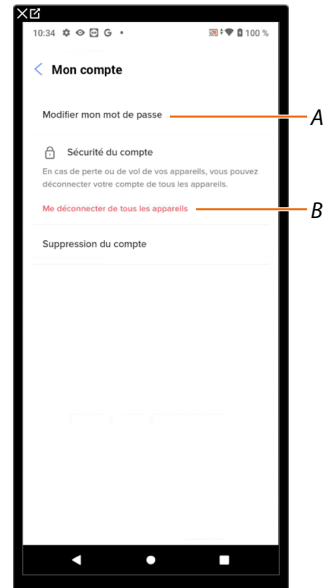 10:34 G • 100 %
Mon compte
Modifier mon mot de passe
A
Sécurité du compte
En cas de perte ou de vol de vos appareils, vous pouvez
déconnecter votre compte de tous les appareils.
Me déconnecter de tous les appareils
B
Suppression du compte